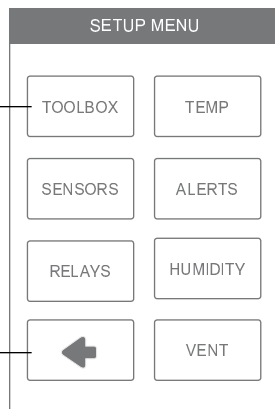 SETUP MENU
TOOLBOX TEMP
SENSORS ALERTS
RELAYS HUMIDITY
VENT